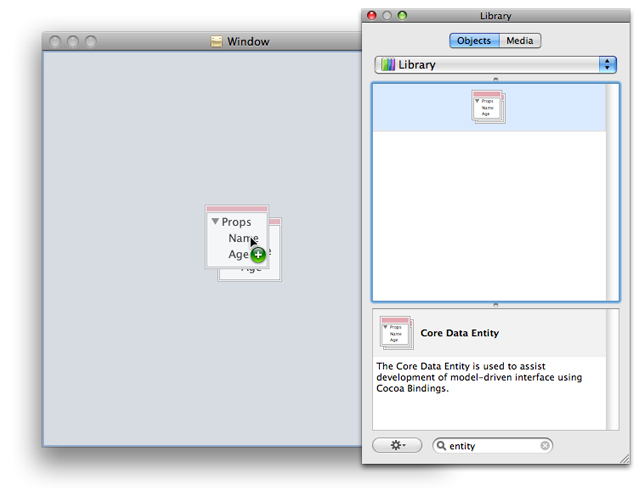 Window
Props
Name
Age
Age
Library
Objects
Media
Library
Props
Name
Age
Props
Name
Age
Core Data Entity
The Core Data Entity is used to assist
development of model-driven interface using
Cocoa Bindings.
entity